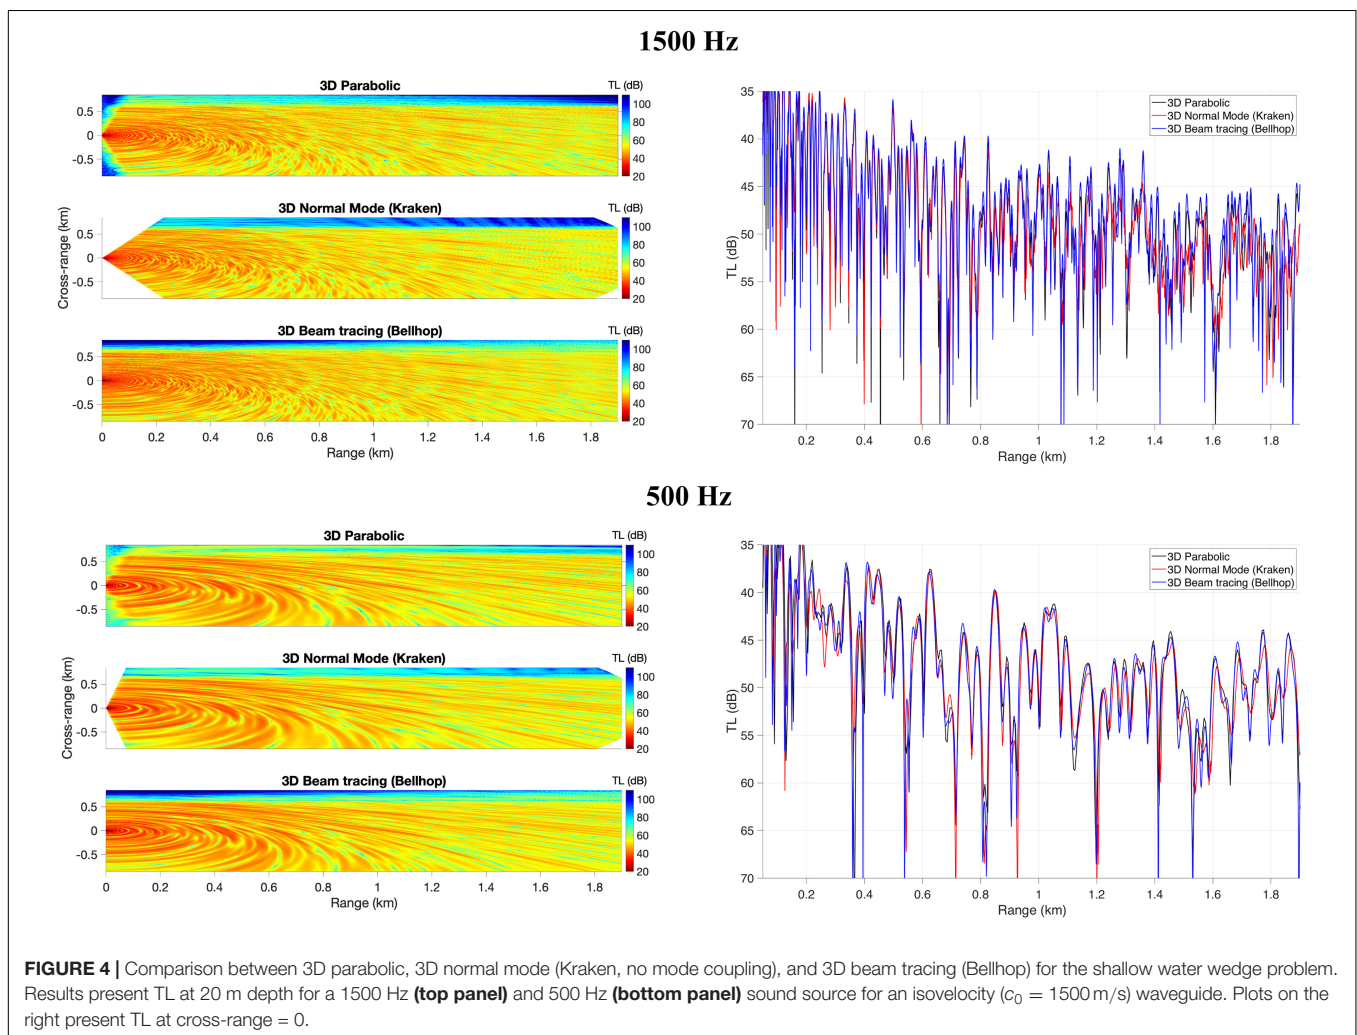 1500 Hz
3D Parabolic
TL (dB)
0.5
0
-0.5
100
80
60
40
20
3D Normal Mode (Kraken)
TL (dB)
Cross-range (km)
0.5
0
-0.5
100
80
60
40
20
3D Beam tracing (Bellhop)
TL (dB)
0.5
0
-0.5
100
80
60
40
20
0 0.2 0.4 0.6 0.8 1 1.2 1.4 1.6 1.8
Range (km)
35
40
45
50
55
60
65
70
TL (dB)
3D Parabolic
3D Normal Mode (Kraken)
3D Beam tracing (Bellhop)
0.2 0.4 0.6 0.8 1 1.2 1.4 1.6 1.8
Range (km)
500 Hz
3D Parabolic
TL (dB)
0.5
0
-0.5
100
80
60
40
20
3D Normal Mode (Kraken)
TL (dB)
Cross-range (km)
0.5
0
-0.5
100
80
60
40
20
3D Beam tracing (Bellhop)
TL (dB)
0.5
0
-0.5
100
80
60
40
20
0 0.2 0.4 0.6 0.8 1 1.2 1.4 1.6 1.8
Range (km)
35
40
45
50
55
60
65
70
TL (dB)
3D Parabolic
3D Normal Mode (Kraken)
3D Beam tracing (Bellhop)
0.2 0.4 0.6 0.8 1 1.2 1.4 1.6 1.8
Range (km)
FIGURE 4 | Comparison between 3D parabolic, 3D normal mode (Kraken, no mode coupling), and 3D beam tracing (Bellhop) for the shallow water wedge problem.
Results present TL at 20 m depth for a 1500 Hz (top panel) and 500 Hz (bottom panel) sound source for an isovelocity (c₀ = 1500 m/s) waveguide. Plots on the
right present TL at cross-range = 0.